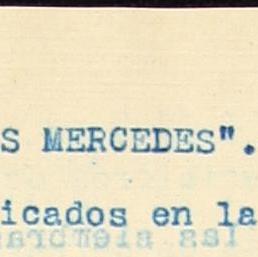 S MERCEDES".
icados en la